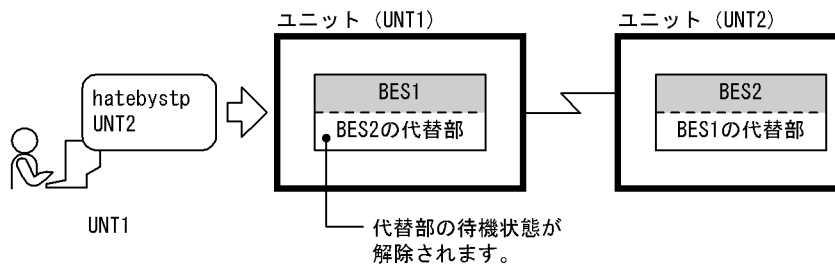 ユニット（UNT1）
ユニット（UNT2）
hatebystp
UNT2
BES1
BES2の代替部
BES2
BES1の代替部
UNT1
代替部の待機状態が
解除されます。